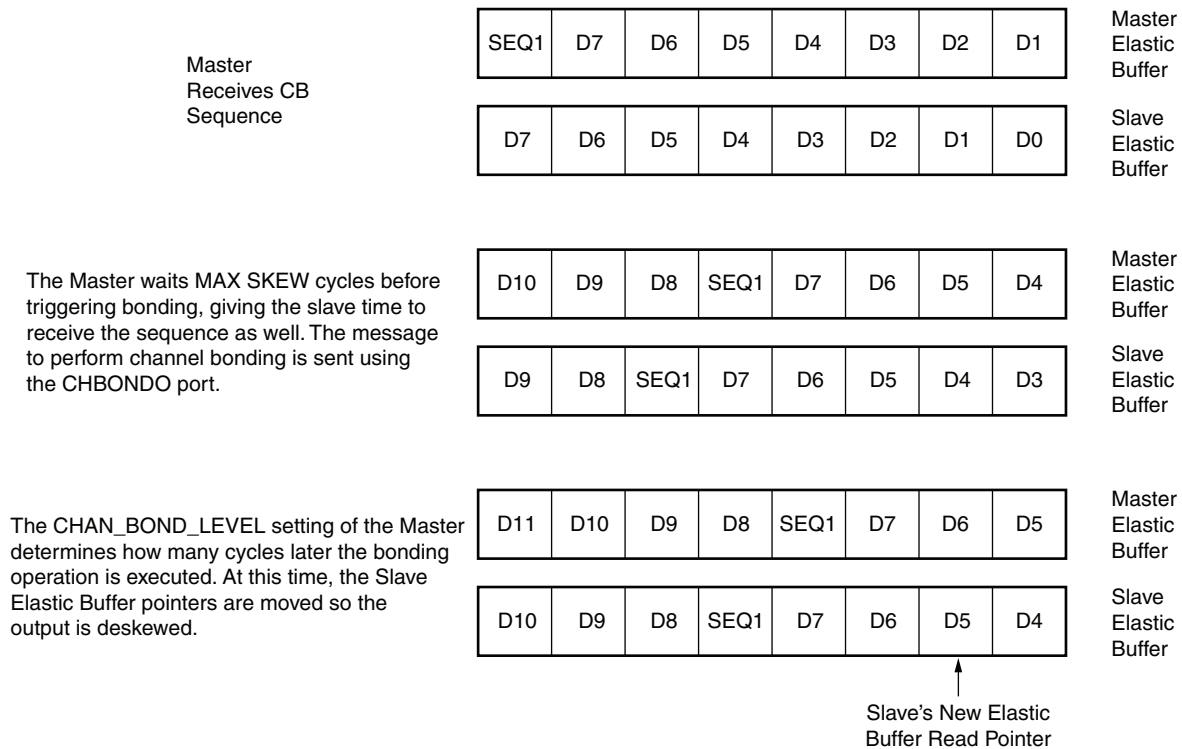 Master
Receives CB
Sequence
SEQ1 D7 D6 D5 D4 D3 D2 D1
Master
Elastic
Buffer
D7 D6 D5 D4 D3 D2 D1 D0
Slave
Elastic
Buffer
The Master waits MAX SKEW cycles before
triggering bonding, giving the slave time to
receive the sequence as well. The message
to perform channel bonding is sent using
the CHBONDO port.
D10 D9 D8 SEQ1 D7 D6 D5 D4
Master
Elastic
Buffer
D9 D8 SEQ1 D7 D6 D5 D4 D3
Slave
Elastic
Buffer
The CHAN_BOND_LEVEL setting of the Master
determines how many cycles later the bonding
operation is executed. At this time, the Slave
Elastic Buffer pointers are moved so the
output is deskewed.
D11 D10 D9 D8 SEQ1 D7 D6 D5
Master
Elastic
Buffer
D10 D9 D8 SEQ1 D7 D6 D5 D4
Slave
Elastic
Buffer
Slave's New Elastic
Buffer Read Pointer